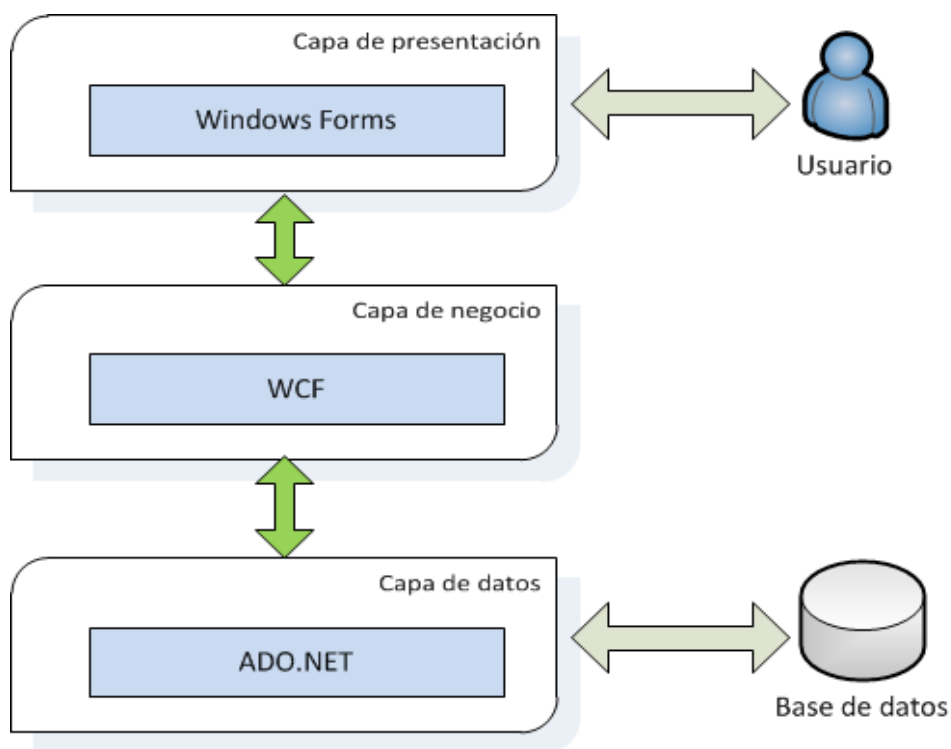 Capa de presentación
Windows Forms
Usuario
Capa de negocio
WCF
Capa de datos
ADO.NET
Base de datos